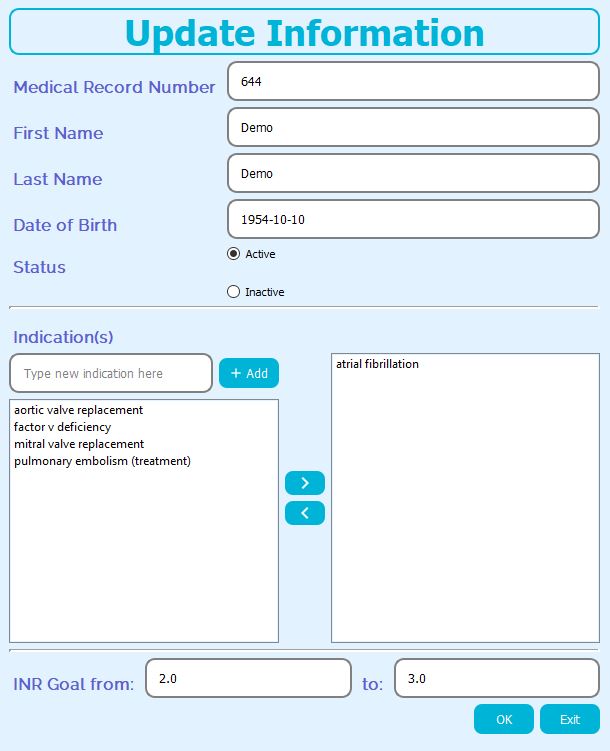 Update Information
Medical Record Number 644
First Name Demo
Last Name Demo
Date of Birth 1954-10-10
Status Active
Inactive
Indication(s)
Type new indication here + Add
aortic valve replacement
factor v deficiency
mitral valve replacement
pulmonary embolism (treatment)
>
<
atrial fibrillation
INR Goal from: 2.0 to: 3.0
OK Exit